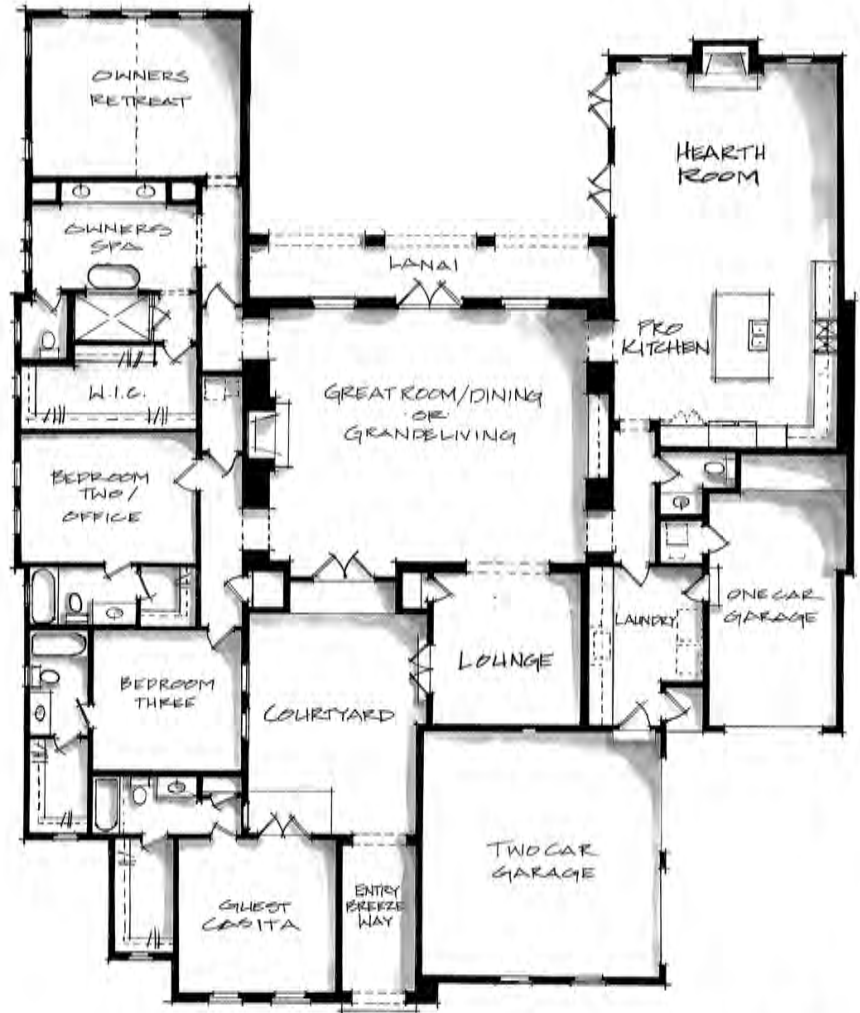 OWNERS
RETREAT
HEARTH
ROOM
OWNERS
SPA
LANAI
PRO
KITCHEN
W.I.C.
GREAT ROOM/DINING
OR
GRANDE LIVING
BEDROOM
TWO/
OFFICE
ONE CAR
GARAGE
LAUNDRY
LOUNGE
BEDROOM
THREE
COURTYARD
TWO CAR
GARAGE
GUEST
CASITA
ENTRY
BREEZE
WAY